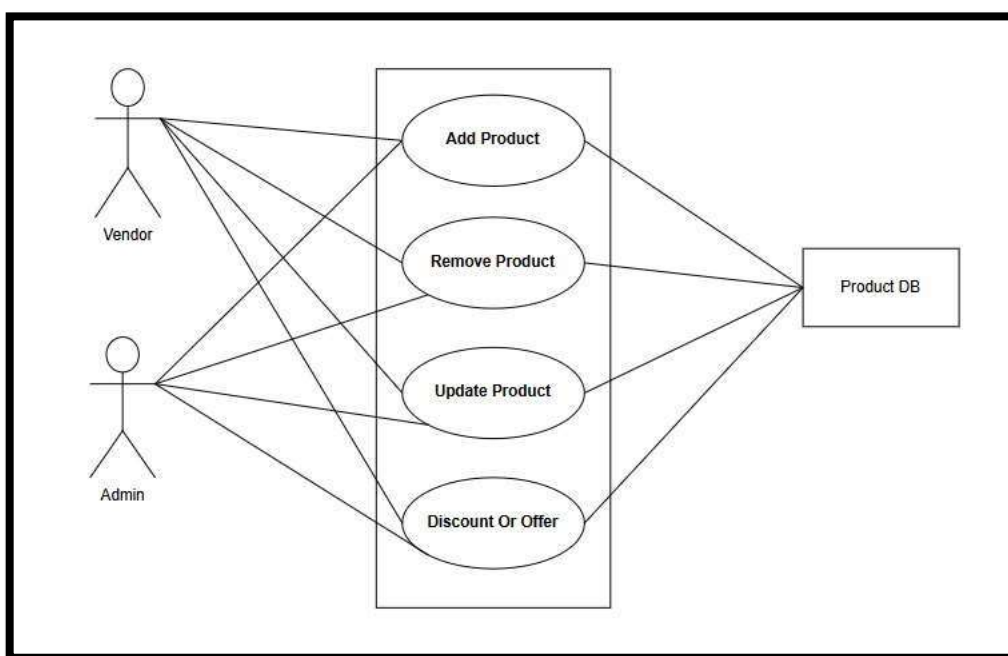 Add Product
Vendor
Remove Product
Product DB
Update Product
Admin
Discount Or Offer